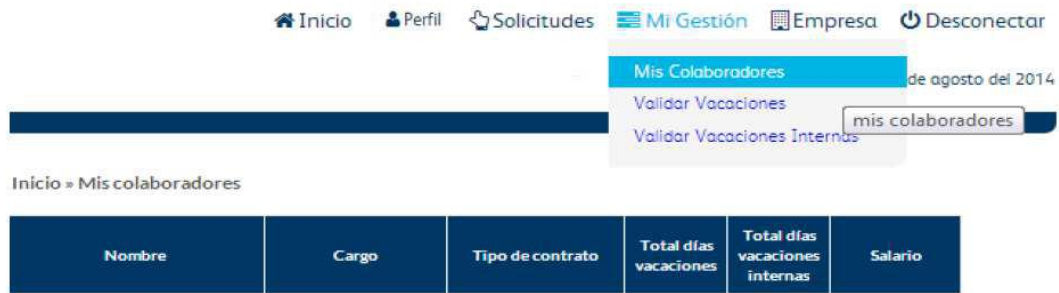 Inicio Perfil Solicitudes Mi Gestión Empresa Desconectar
Mis Colaboradores
de agosto del 2014
Validar Vacaciones
mis colaboradores
Validar Vacaciones Internas
Inicio » Mis colaboradores
Nombre Cargo Tipo de contrato Total días vacaciones Total días vacaciones internas Salario